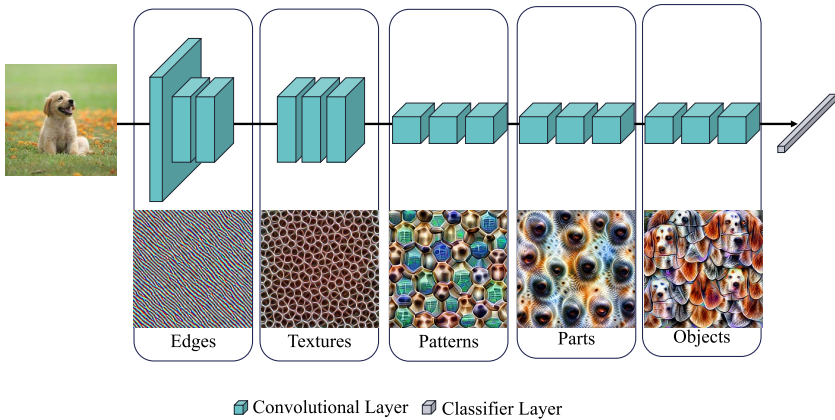 Edges
Textures
Patterns
Parts
Objects
Convolutional Layer
Classifier Layer